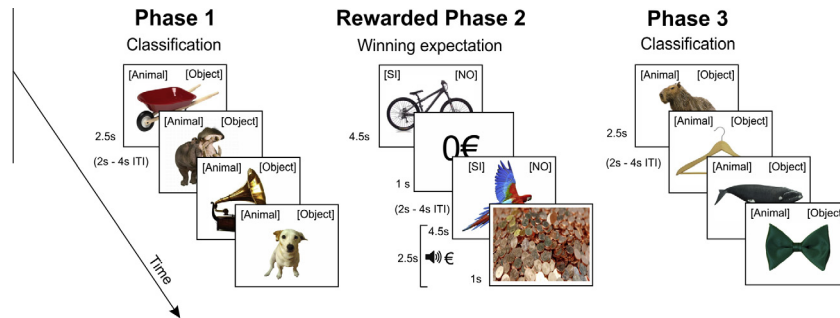 Phase 1
Classification
[Animal] [Object]
2.5s
[Animal] [Object]
(2s - 4s ITI)
[Animal] [Object]
[Animal] [Object]
Time
Rewarded Phase 2
Winning expectation
[SI] [NO]
4.5s
0€
1 s
[SI] [NO]
(2s - 4s ITI)
4.5s
2.5s
€
1s
Phase 3
Classification
[Animal] [Object]
2.5s
[Animal] [Object]
(2s - 4s ITI)
[Animal] [Object]
[Animal] [Object]